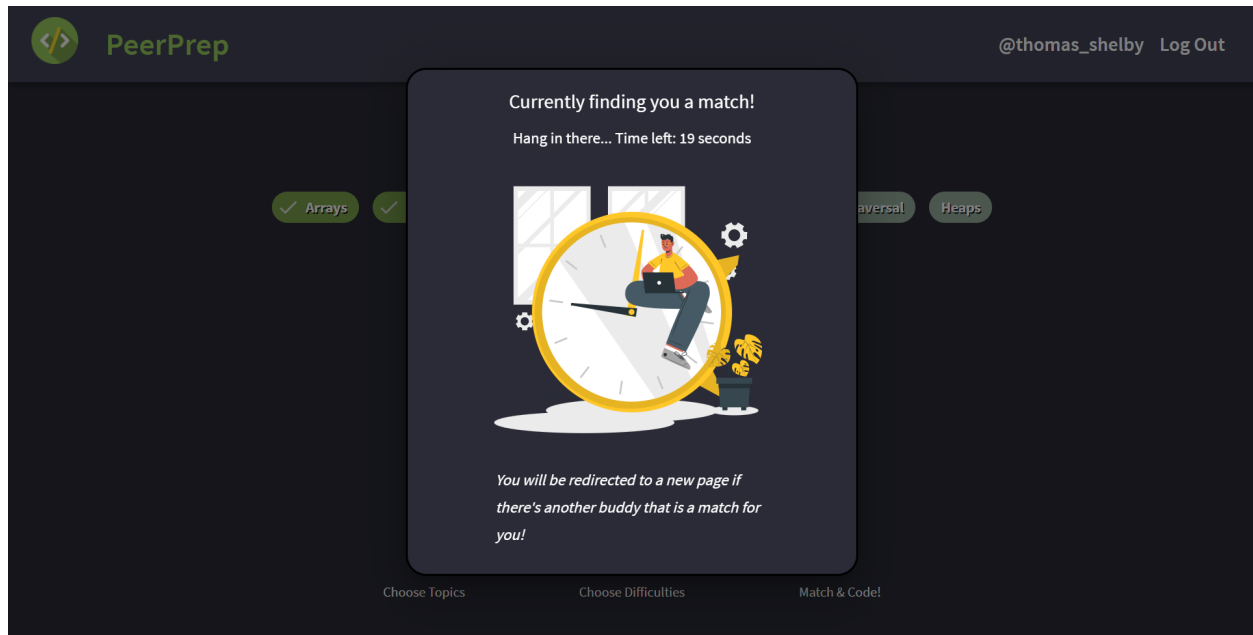 PeerPrep
@thomas_shelby Log Out
Currently finding you a match!
Hang in there... Time left: 19 seconds
Arrays
Heaps
You will be redirected to a new page if
there's another buddy that is a match for
you!
Choose Topics Choose Difficulties Match & Code!